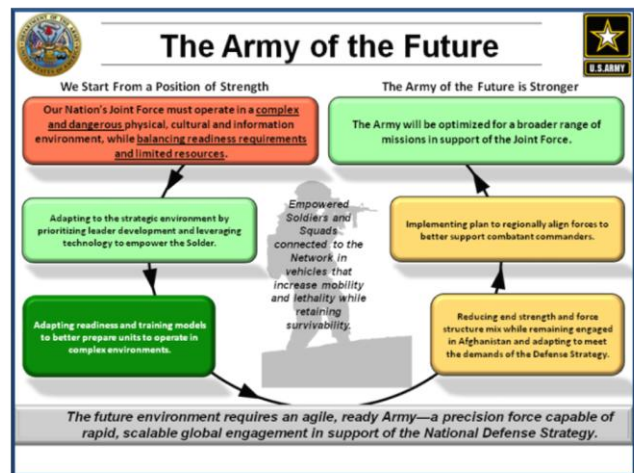 The Army of the Future
U.S.ARMY
We Start From a Position of Strength
Our Nation's Joint Force must operate in a complex
and dangerous physical, cultural and information
environment, while balancing readiness requirements
and limited resources.
Adapting to the strategic environment by
prioritizing leader development and leveraging
technology to empower the Solder.
Adapting readiness and training models
to better prepare units to operate in
complex environments.
Empowered
Soldiers and
Squads
connected to the
Network in
vehicles that
increase mobility
and lethality while
retaining
survivability.
The Army of the Future is Stronger
The Army will be optimized for a broader range of
missions in support of the Joint Force.
Implementing plan to regionally align forces to
better support combatant commanders.
Reducing end strength and force
structure mix while remaining engaged
in Afghanistan and adapting to meet
the demands of the Defense Strategy.
The future environment requires an agile, ready Army—a precision force capable of
rapid, scalable global engagement in support of the National Defense Strategy.